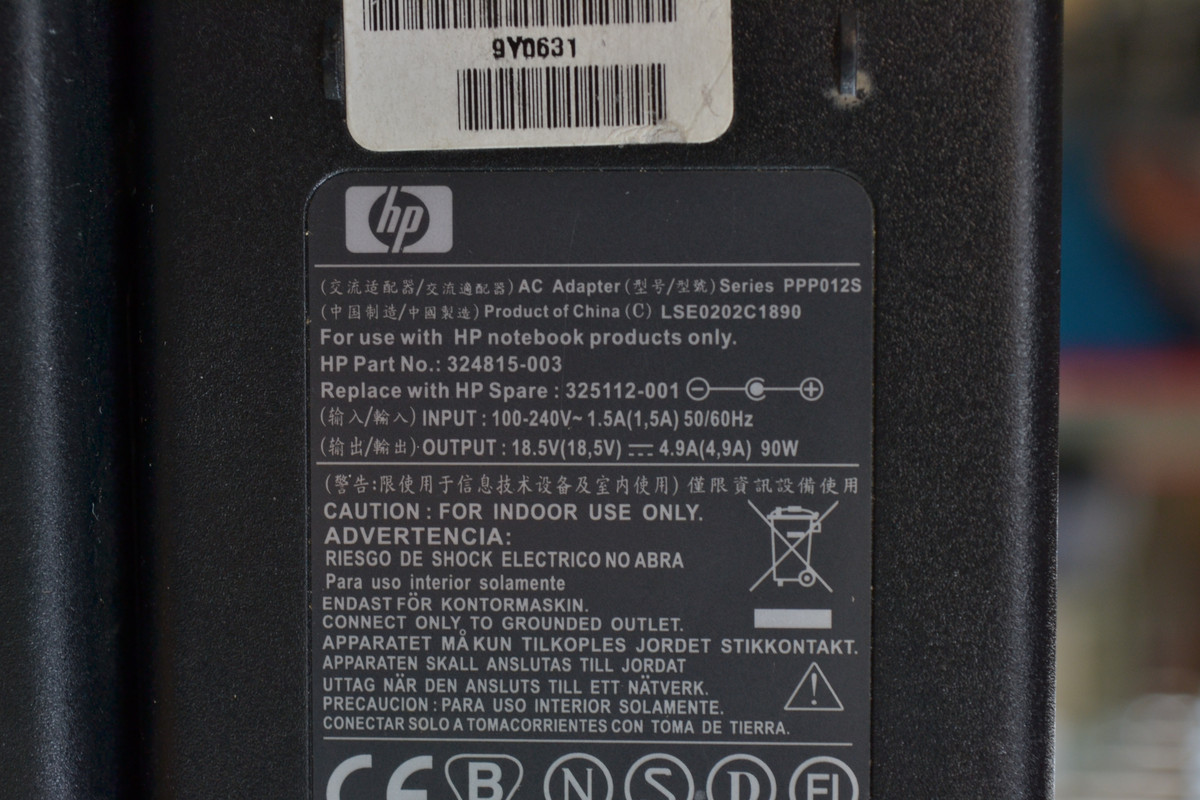 9Y0631
hp
(交流适配器/交流適配器) AC Adapter (型号/型號) Series PPP012S
(中国制造/中國製造) Product of China (C) LSE0202C1890
For use with HP notebook products only.
HP Part No.: 324815-003
Replace with HP Spare : 325112-001
(输入/輸入) INPUT : 100-240V~ 1.5A(1,5A) 50/60Hz
(输出/輸出) OUTPUT : 18.5V(18,5V) ⎓ 4.9A(4,9A) 90W
(警告:限使用于信息技术设备及室内使用) 僅限資訊設備使用
CAUTION : FOR INDOOR USE ONLY.
ADVERTENCIA:
RIESGO DE SHOCK ELECTRICO NO ABRA
Para uso interior solamente
ENDAST FÖR KONTORMASKIN.
CONNECT ONLY TO GROUNDED OUTLET.
APPARATET MÅ KUN TILKOPLES JORDET STIKKONTAKT.
APPARATEN SKALL ANSLUTAS TILL JORDAT
UTTAG NÄR DEN ANSLUTS TILL ETT NÄTVERK.
PRECAUCION : PARA USO INTERIOR SOLAMENTE.
CONECTAR SOLO A TOMACORRIENTES CON TOMA DE TIERRA.
CE B N S D FI